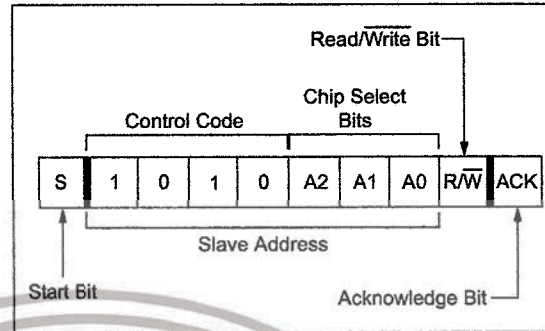 Read/Write Bit
Chip Select
Control Code Bits
S 1 0 1 0 A2 A1 A0 R/W ACK
Slave Address
Start Bit
Acknowledge Bit